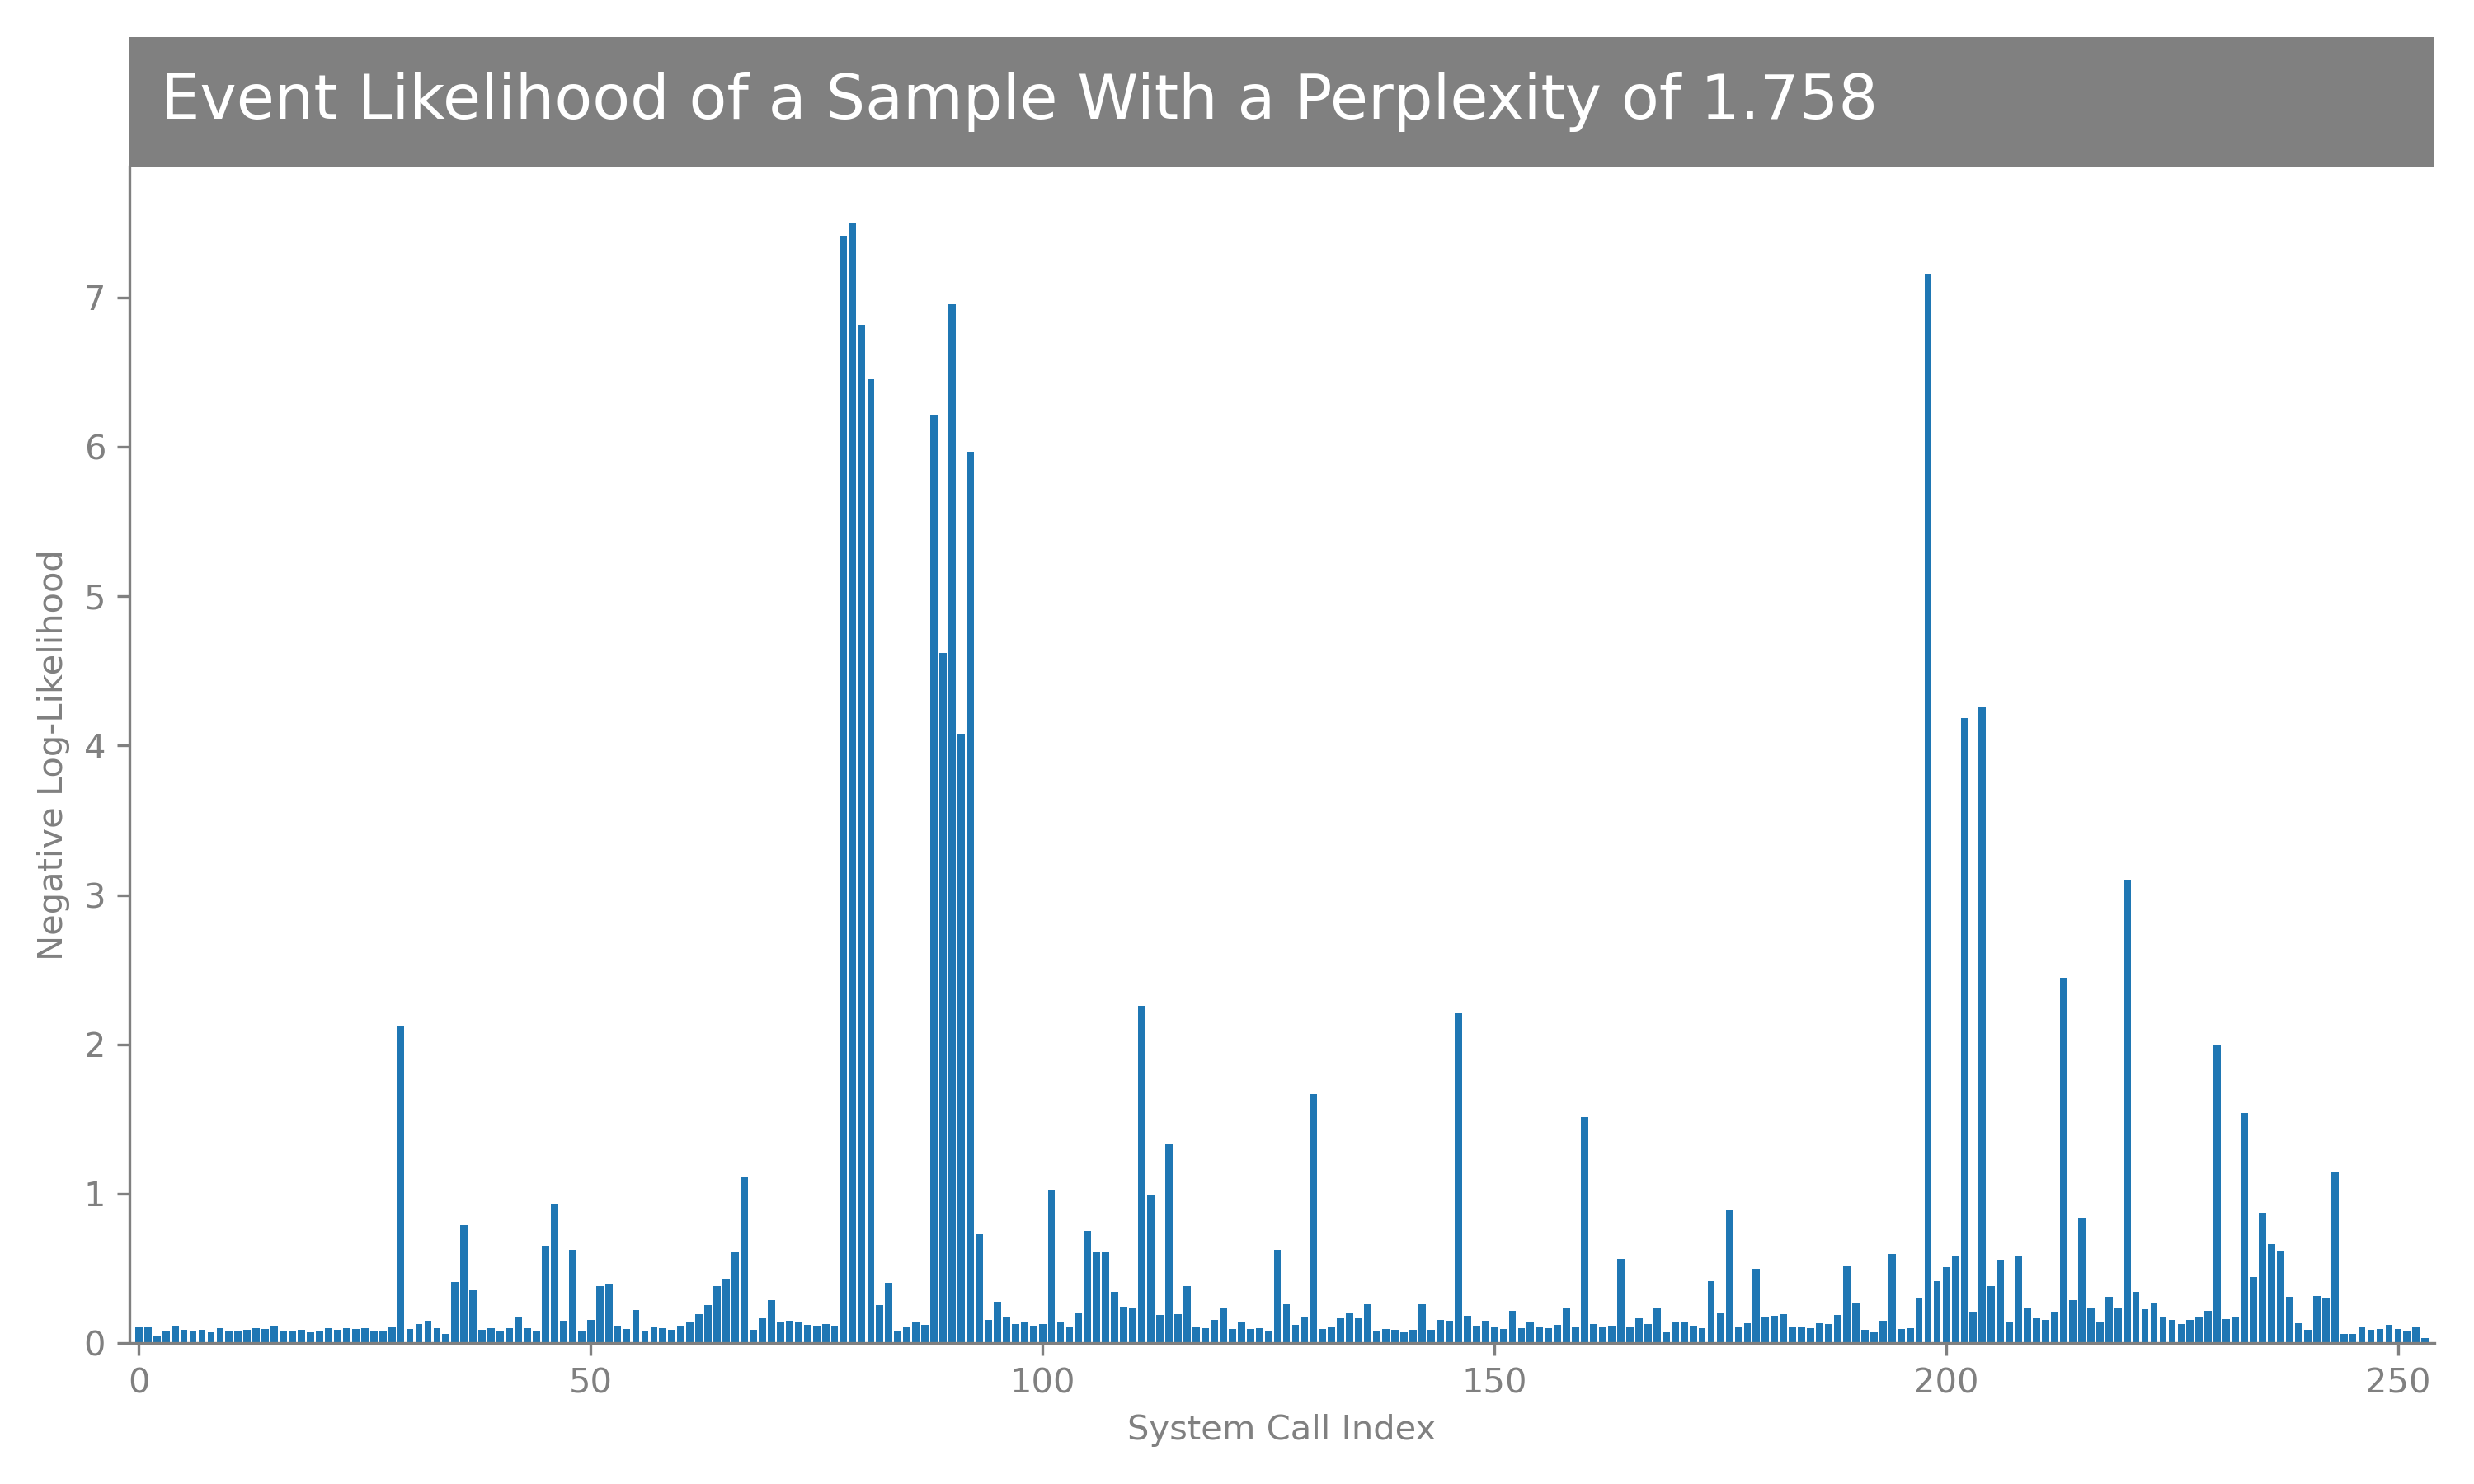 Event Likelihood of a Sample With a Perplexity of 1.758
Negative Log-Likelihood
7
6
5
4
3
2
1
0
0 50 100 150 200 250
System Call Index